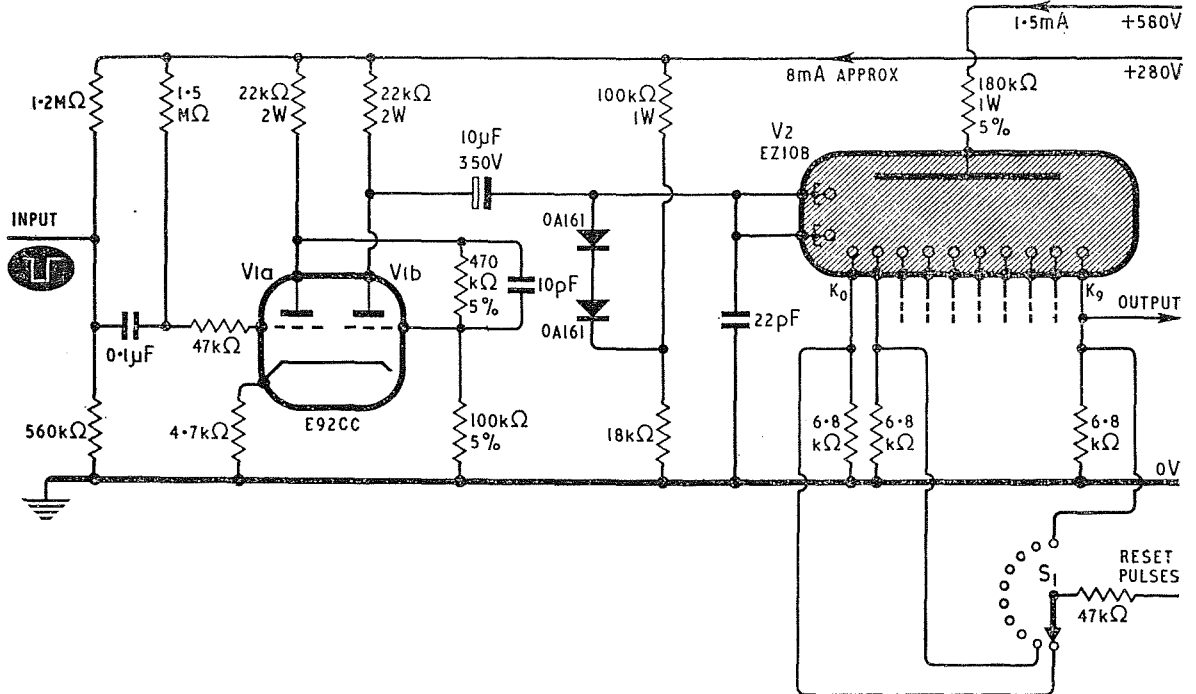 1·5mA
+580V
8mA APPROX
+280V
1·2MΩ
1·5
MΩ
22kΩ
2W
22kΩ
2W
10µF
350V
100kΩ
1W
180kΩ
1W
5%
V2
EZ10B
INPUT
OA161
V1a
V1b
470
kΩ
5%
10pF
OA161
22pF
K0
K9
OUTPUT
0·1µF
47kΩ
560kΩ
4·7kΩ
E92CC
100kΩ
5%
18kΩ
6·8
kΩ
6·8
kΩ
6·8
kΩ
0V
S1
RESET
PULSES
47kΩ